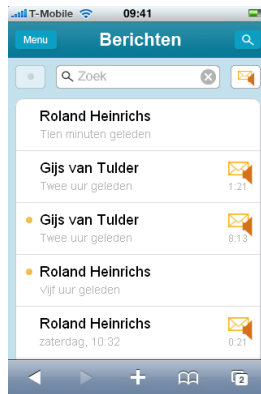 T-Mobile 09:41
Menu Berichten
Zoek
Roland Heinrichs
Tien minuten geleden
Gijs van Tulder
Twee uur geleden
1:21
Gijs van Tulder
Twee uur geleden
8:13
Roland Heinrichs
Vijf uur geleden
Roland Heinrichs
zaterdag, 10:32
0:21
2